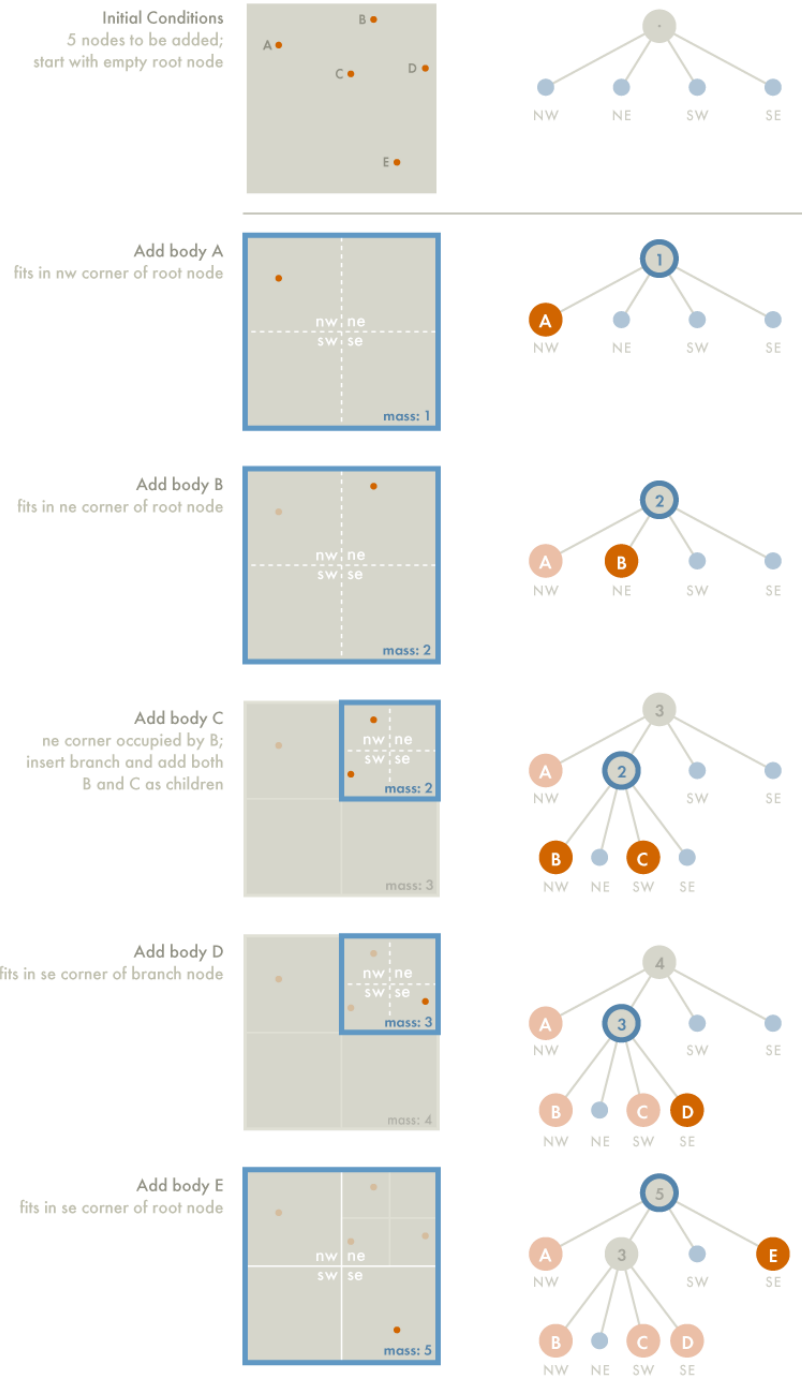 Initial Conditions
5 nodes to be added;
start with empty root node
A
B
C
D
E
NW NE SW SE
Add body A
fits in nw corner of root node
nw ne
sw se
mass: 1
1
A
NW NE SW SE
Add body B
fits in ne corner of root node
nw ne
sw se
mass: 2
2
A B
NW NE SW SE
Add body C
ne corner occupied by B;
insert branch and add both
B and C as children
nw ne
sw se
mass: 2
mass: 3
3
A 2
NW SW SE
B C
NW NE SW SE
Add body D
fits in se corner of branch node
nw ne
sw se
mass: 3
mass: 4
4
A 3
NW SW SE
B C D
NW NE SW SE
Add body E
fits in se corner of root node
nw ne
sw se
mass: 5
5
A 3 E
NW SW SE
B C D
NW NE SW SE